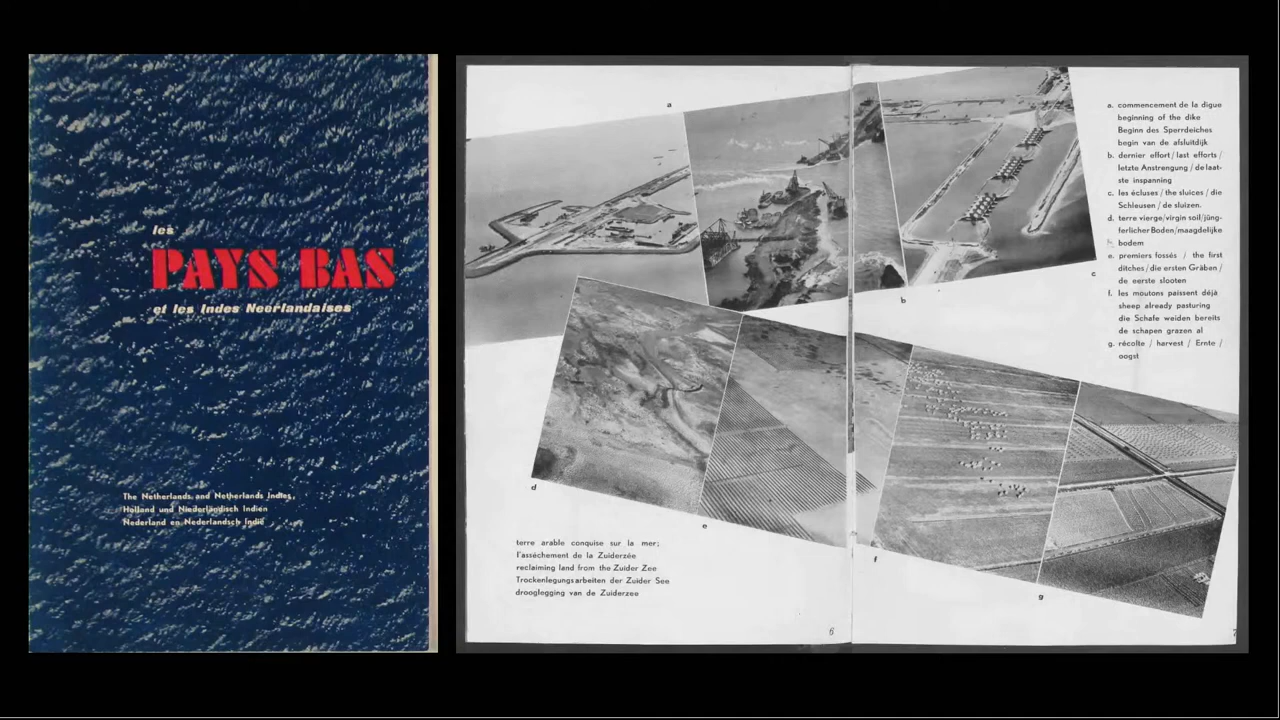 les
PAYS BAS
et les Indes Neerlandaises
The Netherlands and Netherlands Indies,
Holland und Niederländisch Indien
Nederland en Nederlandsch Indië
a
b
c
a. commencement de la digue
beginning of the dike
Beginn des Sperrdeiches
begin van de afsluitdijk
b. dernier effort / last efforts /
letzte Anstrengung / de laat-
ste inspanning
c. les écluses / the sluices / die
Schleusen / de sluizen.
d. terre vierge/virgin soil/jüng-
ferlicher Boden/maagdelijke
bodem
e. premiers fossés / the first
ditches / die ersten Gräben /
de eerste slooten
f. les moutons paissent déjà
sheep already pasturing
die Schafe weiden bereits
de schapen grazen al
g. récolte / harvest / Ernte /
oogst
d
e
f
g
terre arable conquise sur la mer;
l'assèchement de la Zuiderzée
reclaiming land from the Zuider Zee
Trockenlegungsarbeiten der Zuider See
drooglegging van de Zuiderzee
6
7